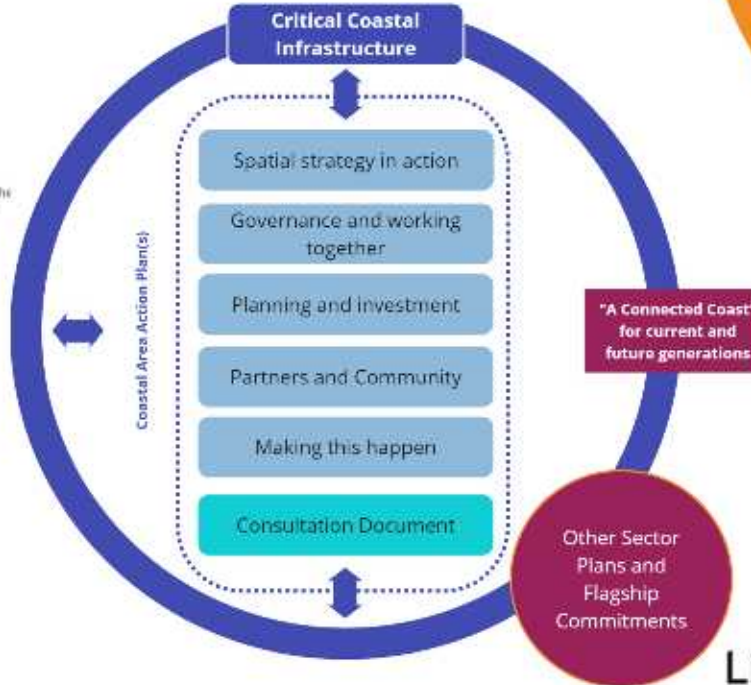 Critical Coastal
Infrastructure
Spatial strategy in action
Governance and working
together
Planning and investment
Partners and Community
Making this happen
Consultation Document
Coastal Area Action Plan(s)
"A Connected Coast"
for current and
future generations
Other Sector
Plans and
Flagship
Commitments